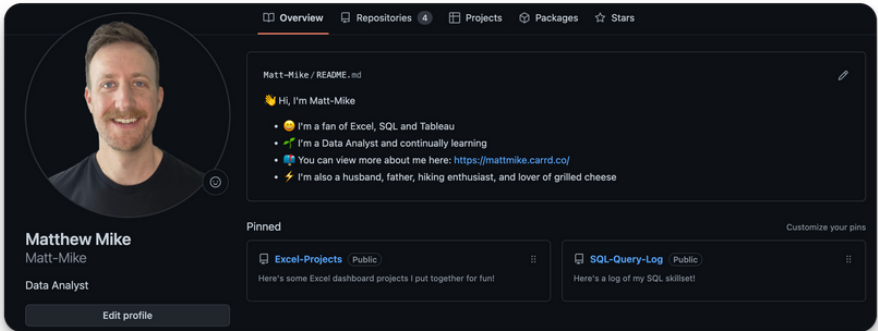 Overview Repositories 4 Projects Packages Stars
Matt-Mike/README.md
👋 Hi, I'm Matt-Mike
• 😄 I'm a fan of Excel, SQL and Tableau
• 🌱 I'm a Data Analyst and continually learning
• 📫 You can view more about me here: https://mattmike.carrd.co/
• ⚡ I'm also a husband, father, hiking enthusiast, and lover of grilled cheese
Matthew Mike
Matt-Mike
Data Analyst
Edit profile
Pinned Customize your pins
Excel-Projects Public
Here's some Excel dashboard projects I put together for fun!
SQL-Query-Log Public
Here's a log of my SQL skillset!